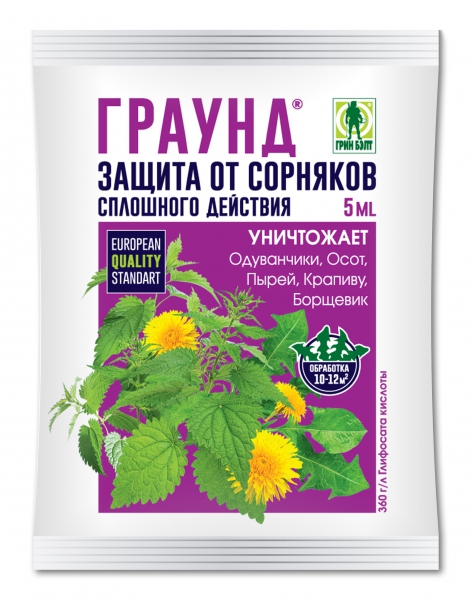 ГРАУНД®
ГРИН БЭЛТ
ЗАЩИТА ОТ СОРНЯКОВ
СПЛОШНОГО ДЕЙСТВИЯ
5 ML
EUROPEAN
QUALITY
STANDART
УНИЧТОЖАЕТ
Одуванчики, Осот,
Пырей, Крапиву,
Борщевик
ОБРАБОТКА
10-12м²
360 г/л Глифосата кислоты